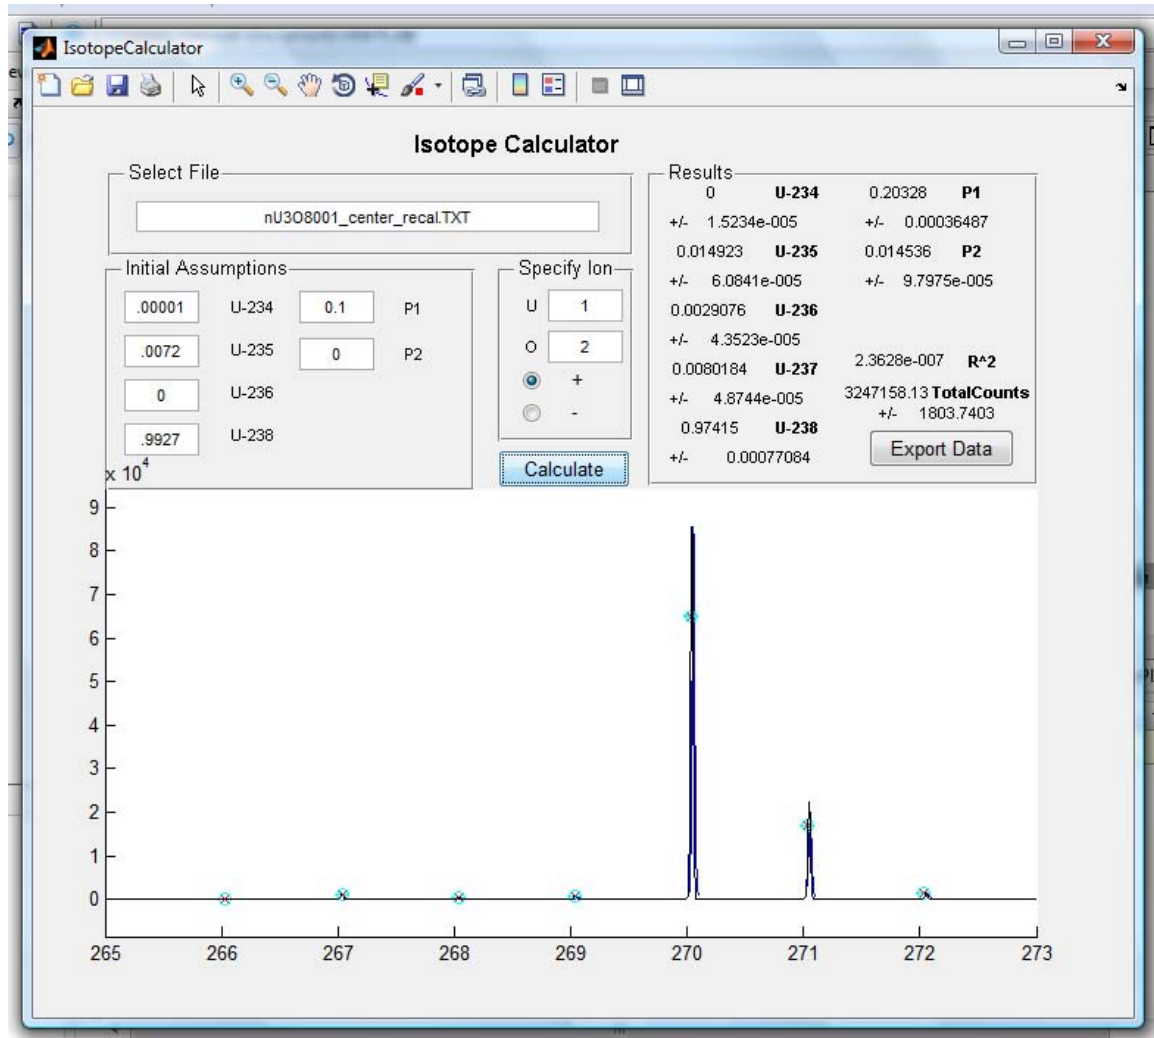 IsotopeCalculator
Isotope Calculator
Select File
nU3O8001_center_recal.TXT
Initial Assumptions
.00001 U-234 0.1 P1
.0072 U-235 0 P2
0 U-236
.9927 U-238
Specify Ion
U 1
O 2
+
-
Calculate
Results
0 U-234 0.20328 P1
+/- 1.5234e-005 +/- 0.00036487
0.014923 U-235 0.014536 P2
+/- 6.0841e-005 +/- 9.7975e-005
0.0029076 U-236
+/- 4.3523e-005
0.0080184 U-237 2.3628e-007 R^2
+/- 4.8744e-005 3247158.13 TotalCounts
+/- 1803.7403
0.97415 U-238
+/- 0.00077084
Export Data
x 10^4
9
8
7
6
5
4
3
2
1
0
265 266 267 268 269 270 271 272 273